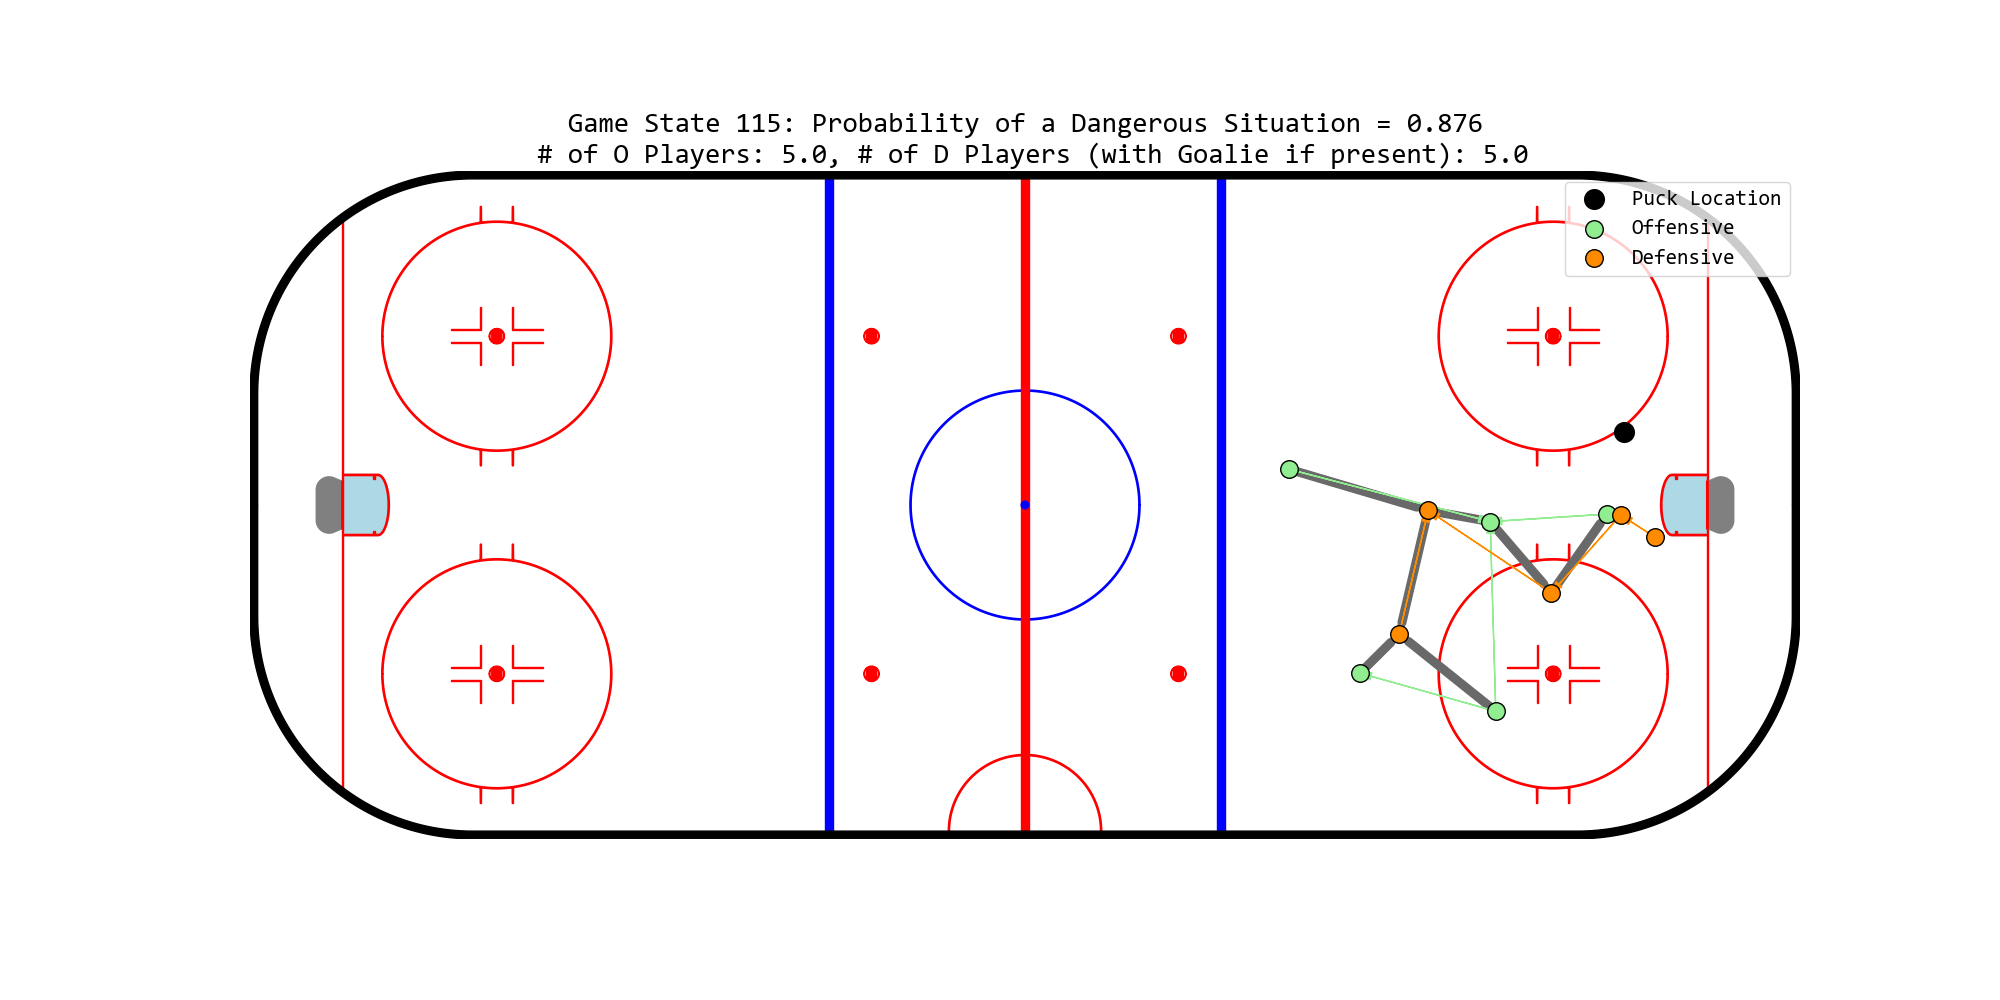 Game State 115: Probability of a Dangerous Situation = 0.876
# of O Players: 5.0, # of D Players (with Goalie if present): 5.0
Puck Location
Offensive
Defensive